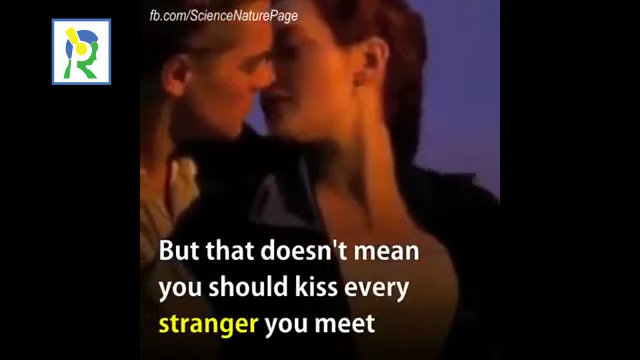 fb.com/ScienceNaturePage
But that doesn't mean
you should kiss every
stranger you meet